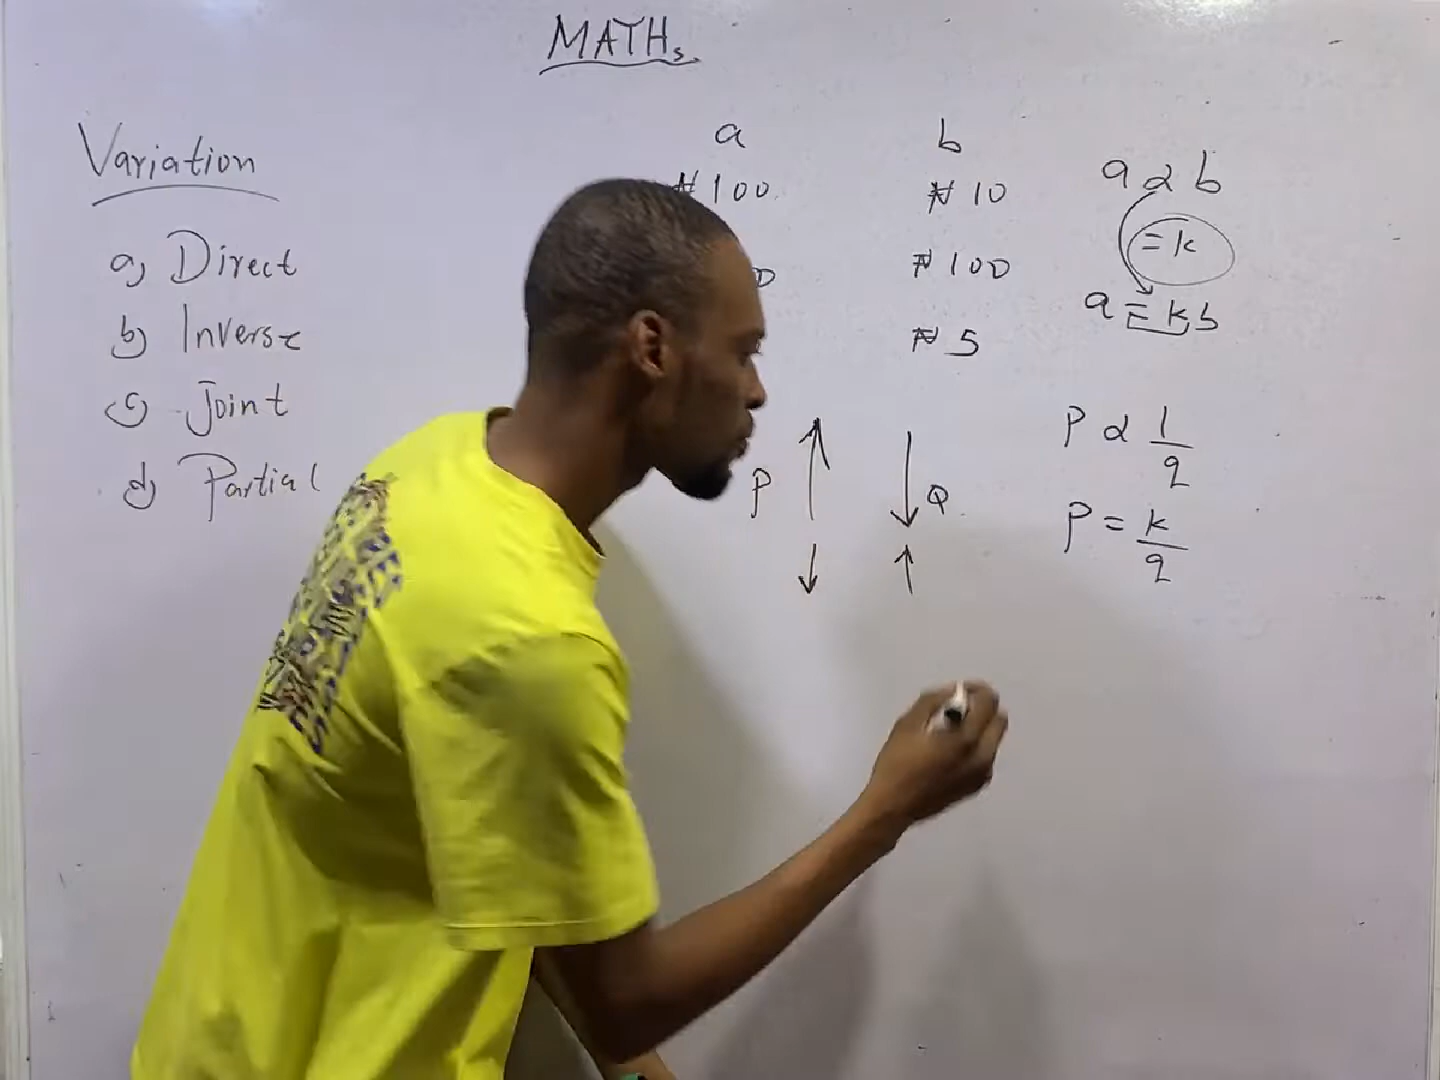 MATHs
Variation
a) Direct
b) Inverse
c) Joint
d) Partial
a b
₦ 100 ₦ 10
₦ 100
₦ 5
P Q
a α b
= k
a = kb
P α 1/q
P = k/q